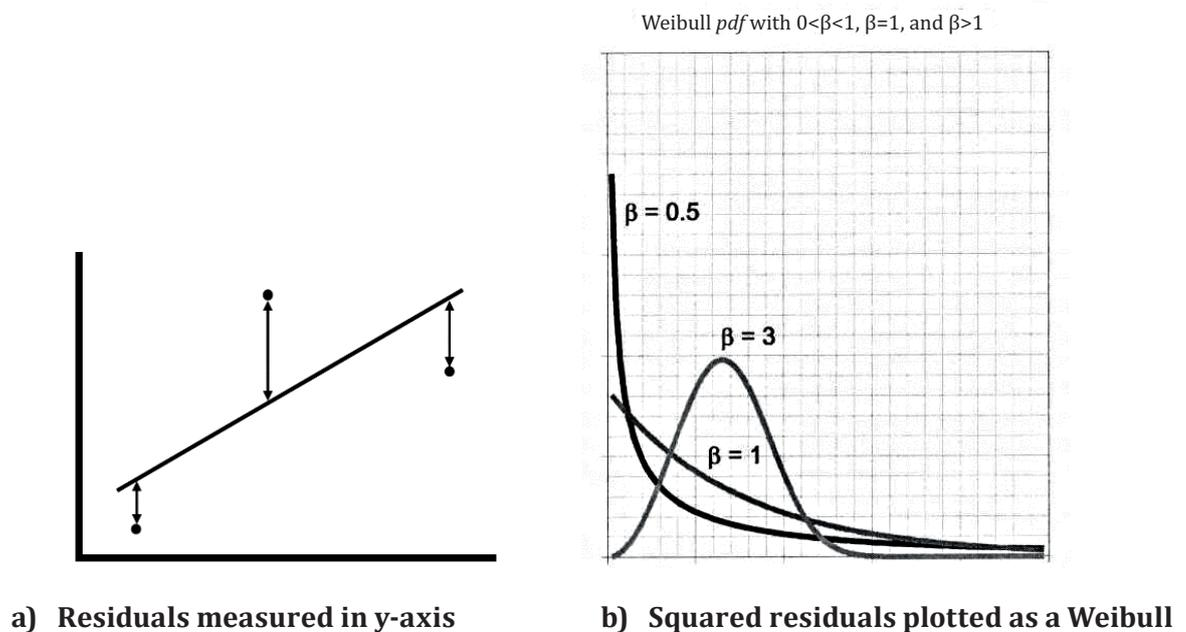 Weibull pdf with 0<β<1, β=1, and β>1
β = 0.5
β = 3
β = 1
a) Residuals measured in y-axis
b) Squared residuals plotted as a Weibull